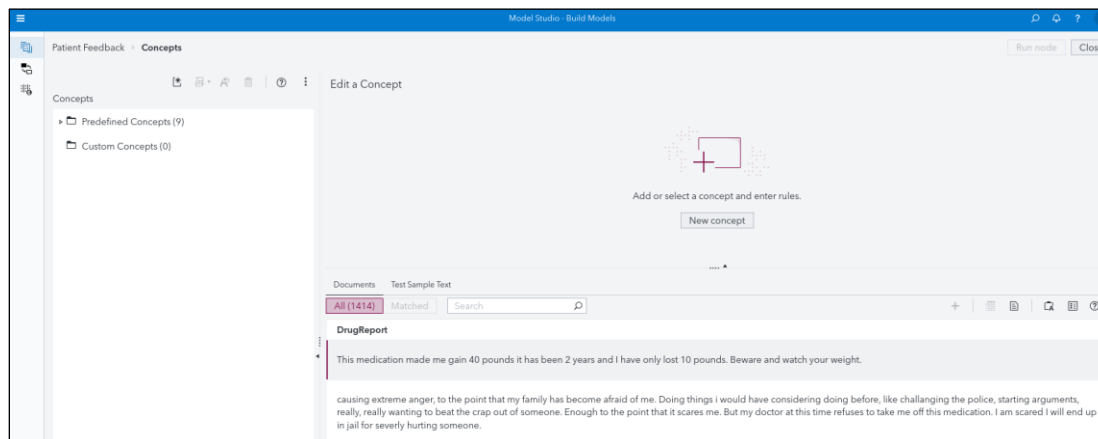 Model Studio - Build Models
Patient Feedback
Concepts
Run node
Clos
Concepts
Predefined Concepts (9)
Custom Concepts (0)
Edit a Concept
Add or select a concept and enter rules.
New concept
Documents Test Sample Text
All (1414) Matched Search
DrugReport
This medication made me gain 40 pounds it has been 2 years and I have only lost 10 pounds. Beware and watch your weight.
causing extreme anger, to the point that my family has become afraid of me. Doing things i would have considering doing before, like challanging the police, starting arguments,
really, really wanting to beat the crap out of someone. Enough to the point that it scares me. But my doctor at this time refuses to take me off this medication. I am scared I will end up
in jail for severly hurting someone.